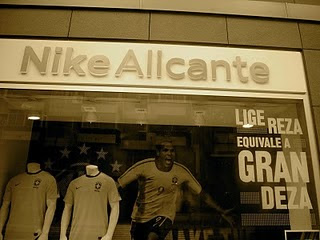 Nike Alicante
LIGE REZA
EQUIVALE A
GRAN
DEZA